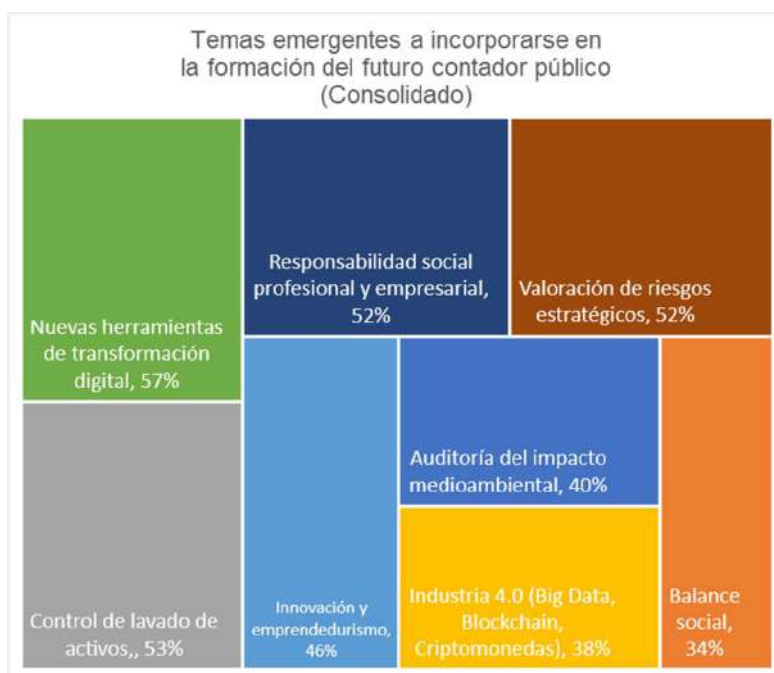 Temas emergentes a incorporarse en
la formación del futuro contador público
(Consolidado)
Nuevas herramientas
de transformación
digital, 57%
Responsabilidad social
profesional y empresarial,
52%
Valoración de riesgos
estratégicos, 52%
Control de lavado de
activos,, 53%
Innovación y
emprendedurismo,
46%
Auditoría del impacto
medioambiental, 40%
Industria 4.0 (Big Data,
Blockchain,
Criptomonedas), 38%
Balance
social,
34%